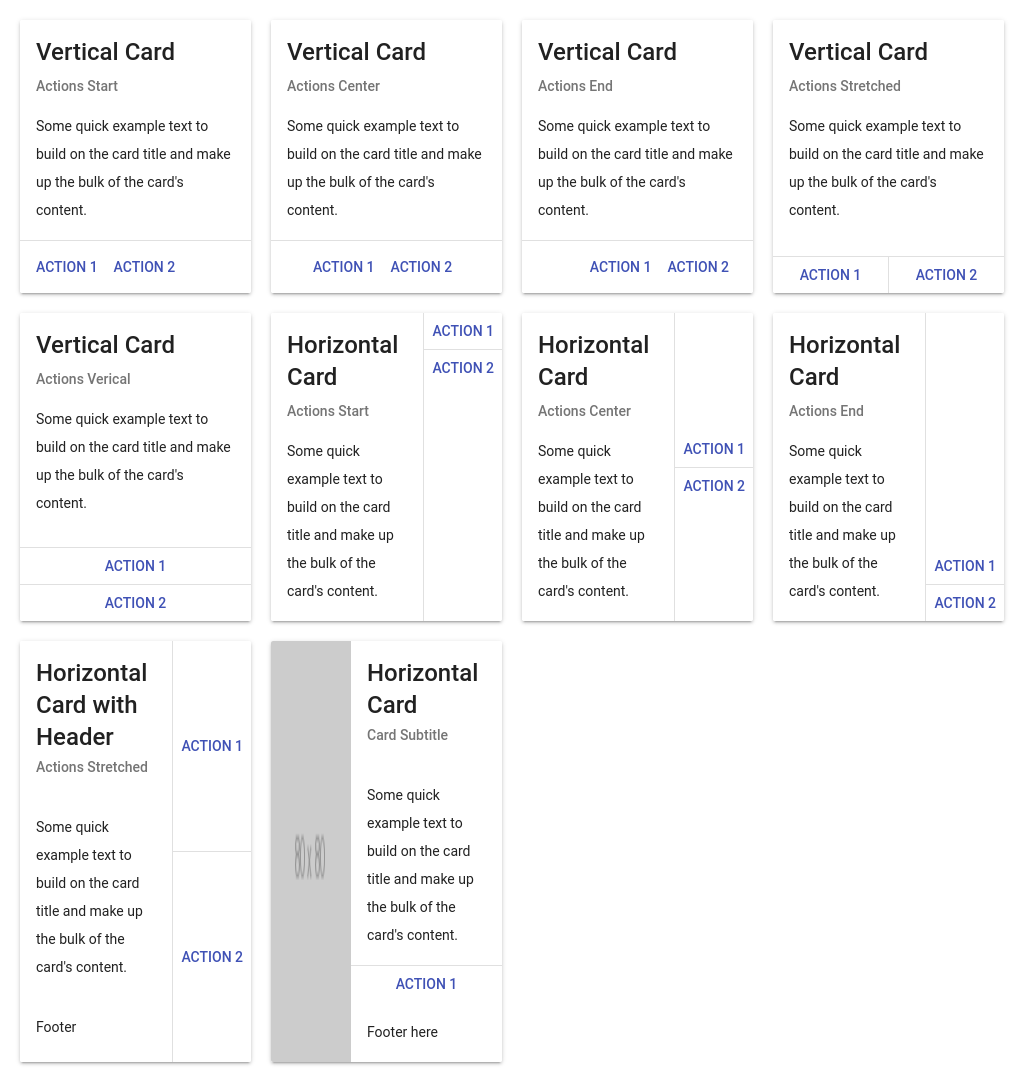 Vertical Card
Actions Start
Some quick example text to
build on the card title and make
up the bulk of the card's
content.
ACTION 1 ACTION 2
Vertical Card
Actions Center
Some quick example text to
build on the card title and make
up the bulk of the card's
content.
ACTION 1 ACTION 2
Vertical Card
Actions End
Some quick example text to
build on the card title and make
up the bulk of the card's
content.
ACTION 1 ACTION 2
Vertical Card
Actions Stretched
Some quick example text to
build on the card title and make
up the bulk of the card's
content.
ACTION 1 ACTION 2
Vertical Card
Actions Verical
Some quick example text to
build on the card title and make
up the bulk of the card's
content.
ACTION 1
ACTION 2
Horizontal
Card
Actions Start
Some quick
example text to
build on the card
title and make up
the bulk of the
card's content.
ACTION 1
ACTION 2
Horizontal
Card
Actions Center
Some quick
example text to
build on the card
title and make up
the bulk of the
card's content.
ACTION 1
ACTION 2
Horizontal
Card
Actions End
Some quick
example text to
build on the card
title and make up
the bulk of the
card's content.
ACTION 1
ACTION 2
Horizontal
Card with
Header
Actions Stretched
Some quick
example text to
build on the card
title and make up
the bulk of the
card's content.
Footer
ACTION 1
ACTION 2
80 x 80
Horizontal
Card
Card Subtitle
Some quick
example text to
build on the card
title and make up
the bulk of the
card's content.
ACTION 1
Footer here